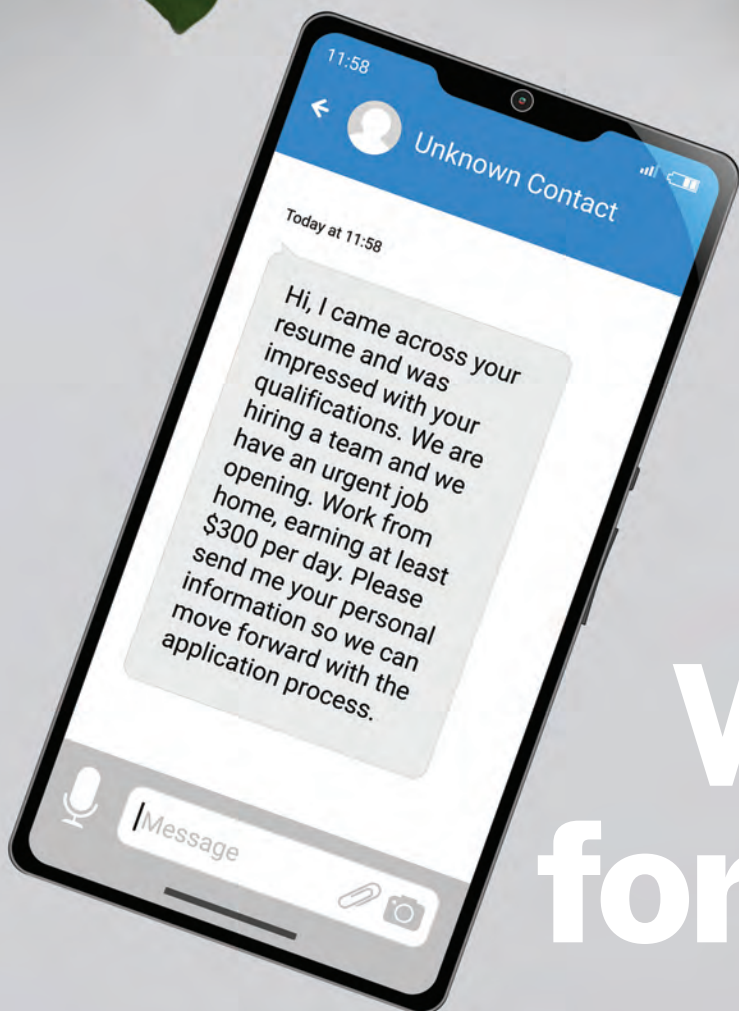 11:58
Unknown Contact
Today at 11:58
Hi, I came across your
resume and was
impressed with your
qualifications. We are
hiring a team and we
have an urgent job
opening. Work from
home, earning at least
$300 per day. Please
send me your personal
information so we can
move forward with the
application process.
Message
for